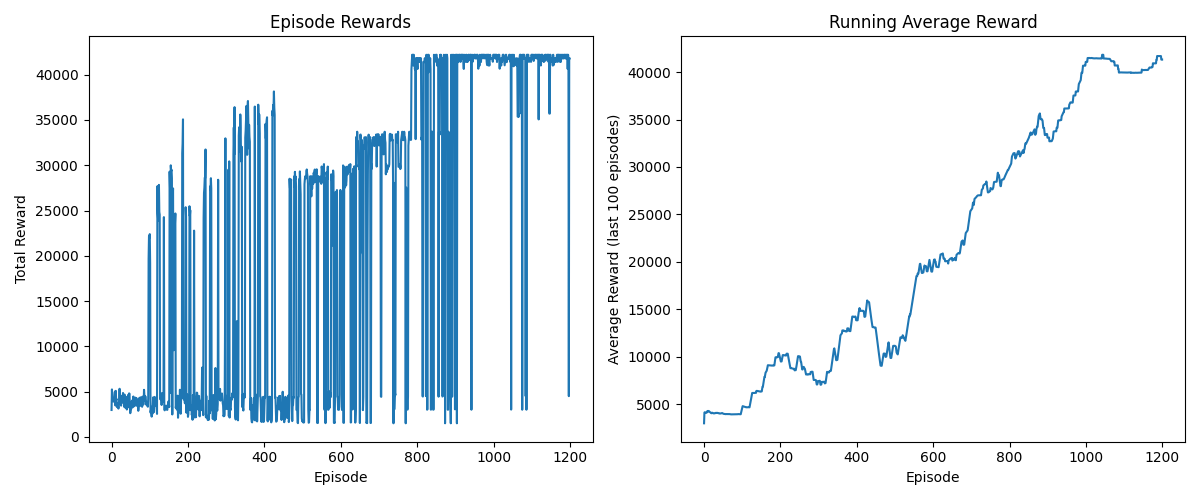 Episode Rewards
Total Reward
40000
35000
30000
25000
20000
15000
10000
5000
0
0 200 400 600 800 1000 1200
Episode
Running Average Reward
Average Reward (last 100 episodes)
40000
35000
30000
25000
20000
15000
10000
5000
0 200 400 600 800 1000 1200
Episode